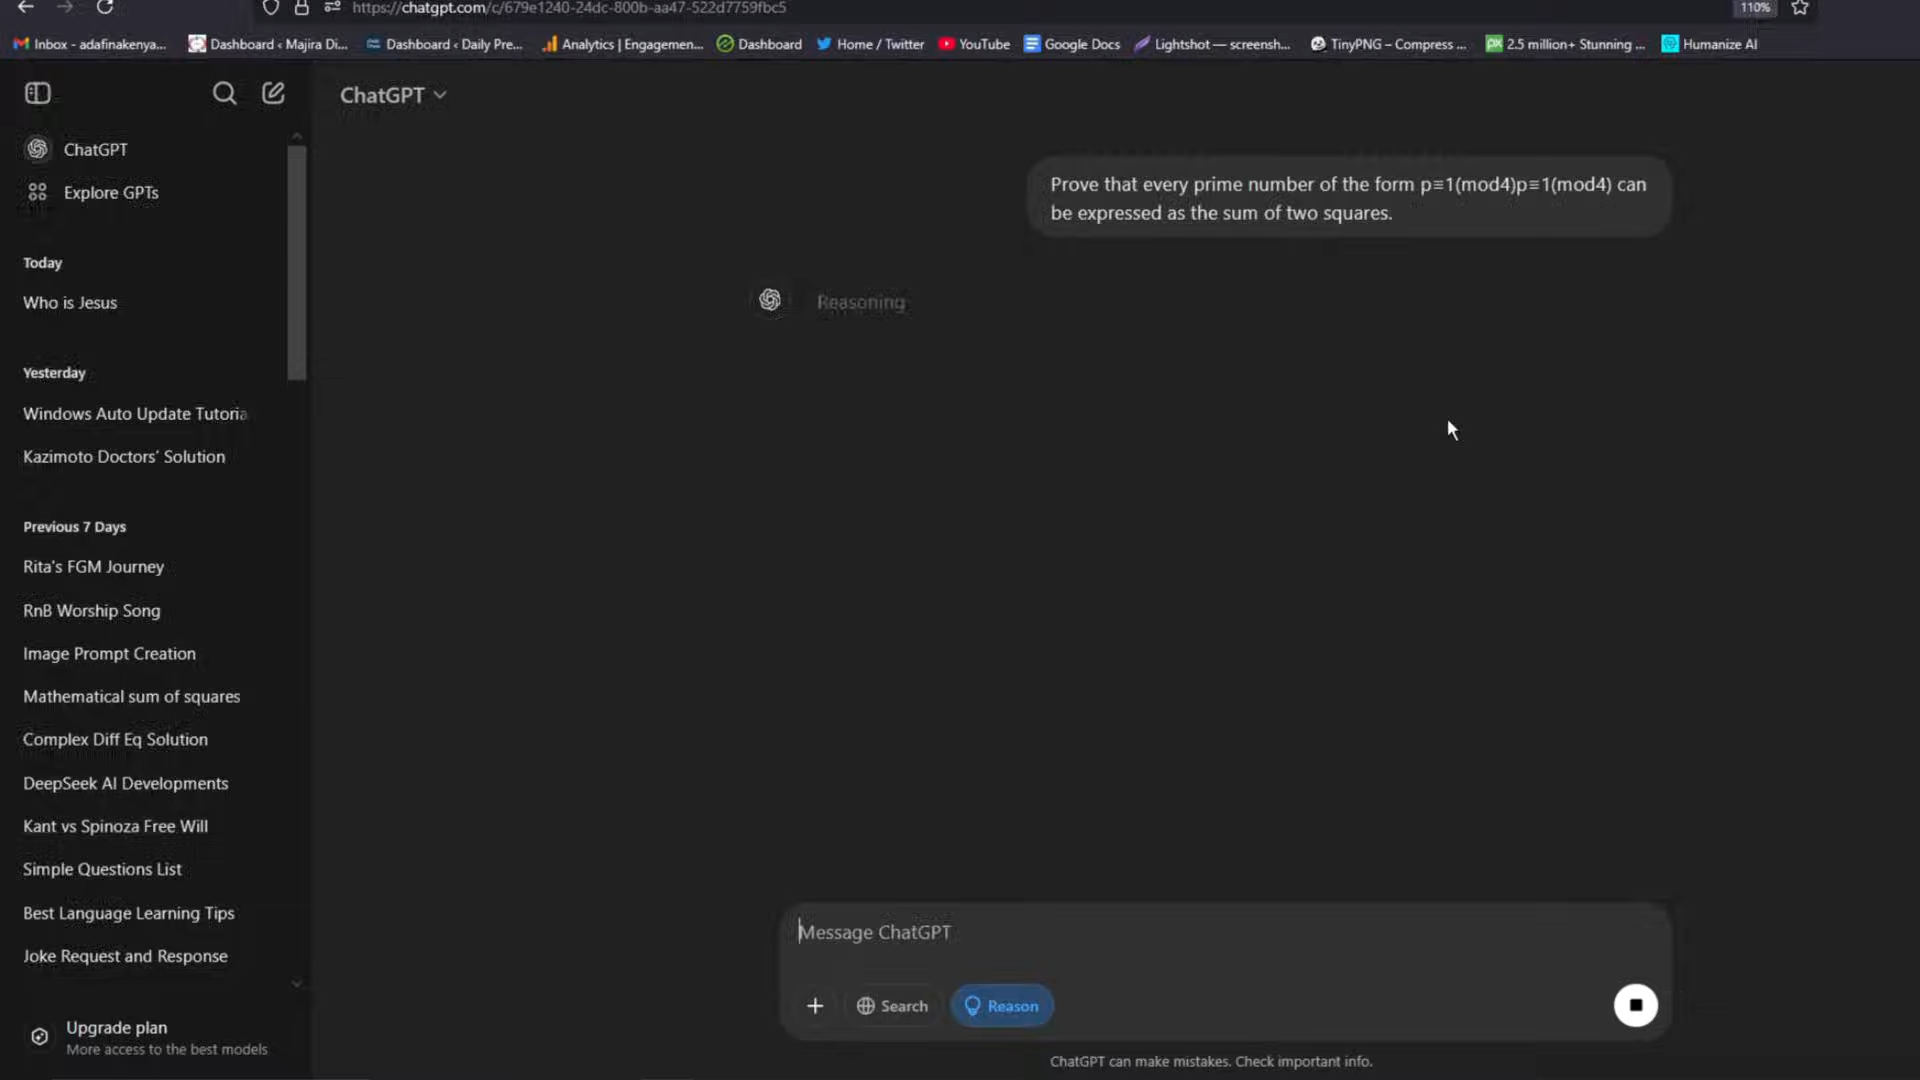 https://chatgpt.com/c/679e1240-24dc-800b-aa47-522d7759fbc5
110%
Inbox - adafinakenya...
Dashboard ‹ Majira Di...
Dashboard ‹ Daily Pre...
Analytics | Engagemen...
Dashboard
Home / Twitter
YouTube
Google Docs
Lightshot — screensh...
TinyPNG – Compress ...
2.5 million+ Stunning ...
Humanize AI
ChatGPT
ChatGPT
Explore GPTs
Today
Who is Jesus
Yesterday
Windows Auto Update Tutoria
Kazimoto Doctors' Solution
Previous 7 Days
Rita's FGM Journey
RnB Worship Song
Image Prompt Creation
Mathematical sum of squares
Complex Diff Eq Solution
DeepSeek AI Developments
Kant vs Spinoza Free Will
Simple Questions List
Best Language Learning Tips
Joke Request and Response
Upgrade plan
More access to the best models
Prove that every prime number of the form p≡1(mod4)p≡1(mod4) can
be expressed as the sum of two squares.
Reasoning
Message ChatGPT
Search
Reason
ChatGPT can make mistakes. Check important info.